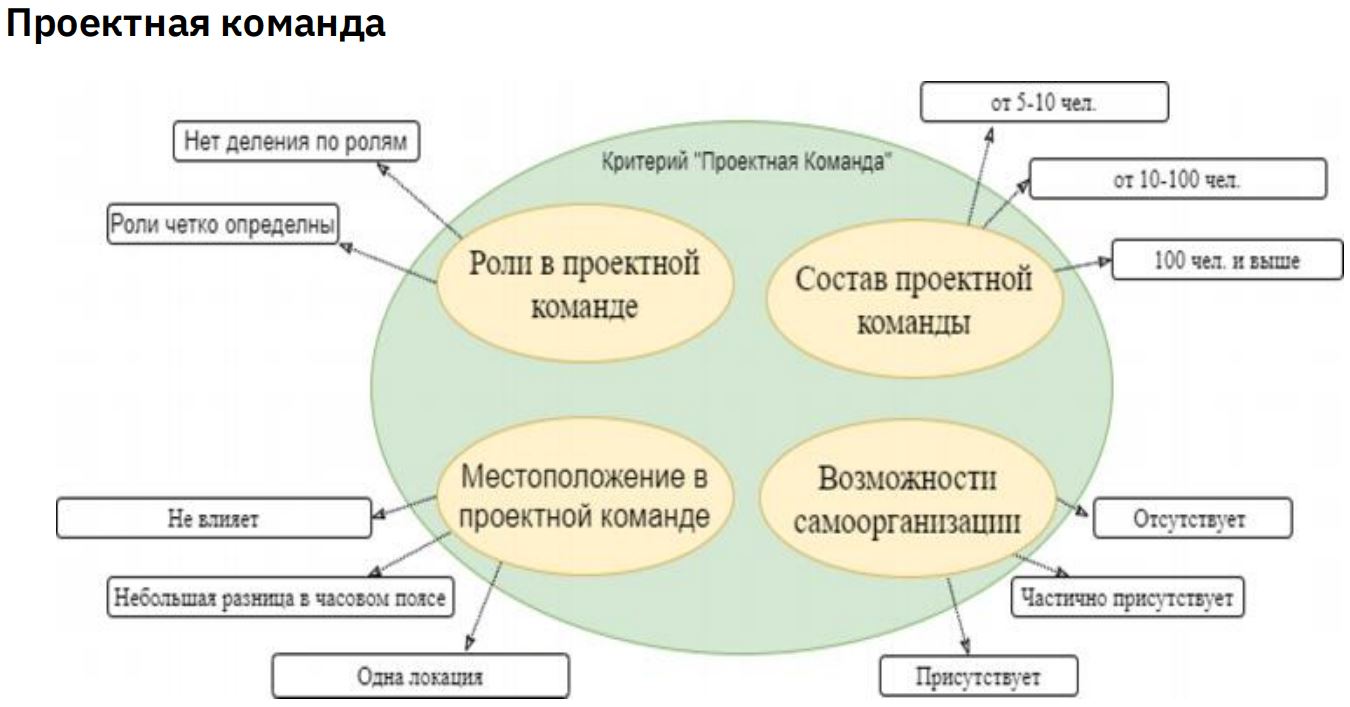 Проектная команда
от 5-10 чел.
Нет деления по ролям
Критерий "Проектная Команда"
от 10-100 чел.
Роли четко определны
Роли в проектной
команде
Состав проектной
команды
100 чел. и выше
Местоположение в
проектной команде
Возможности
самоорганизации
Не влияет
Отсутствует
Небольшая разница в часовом поясе
Частично присутствует
Одна локация
Присутствует